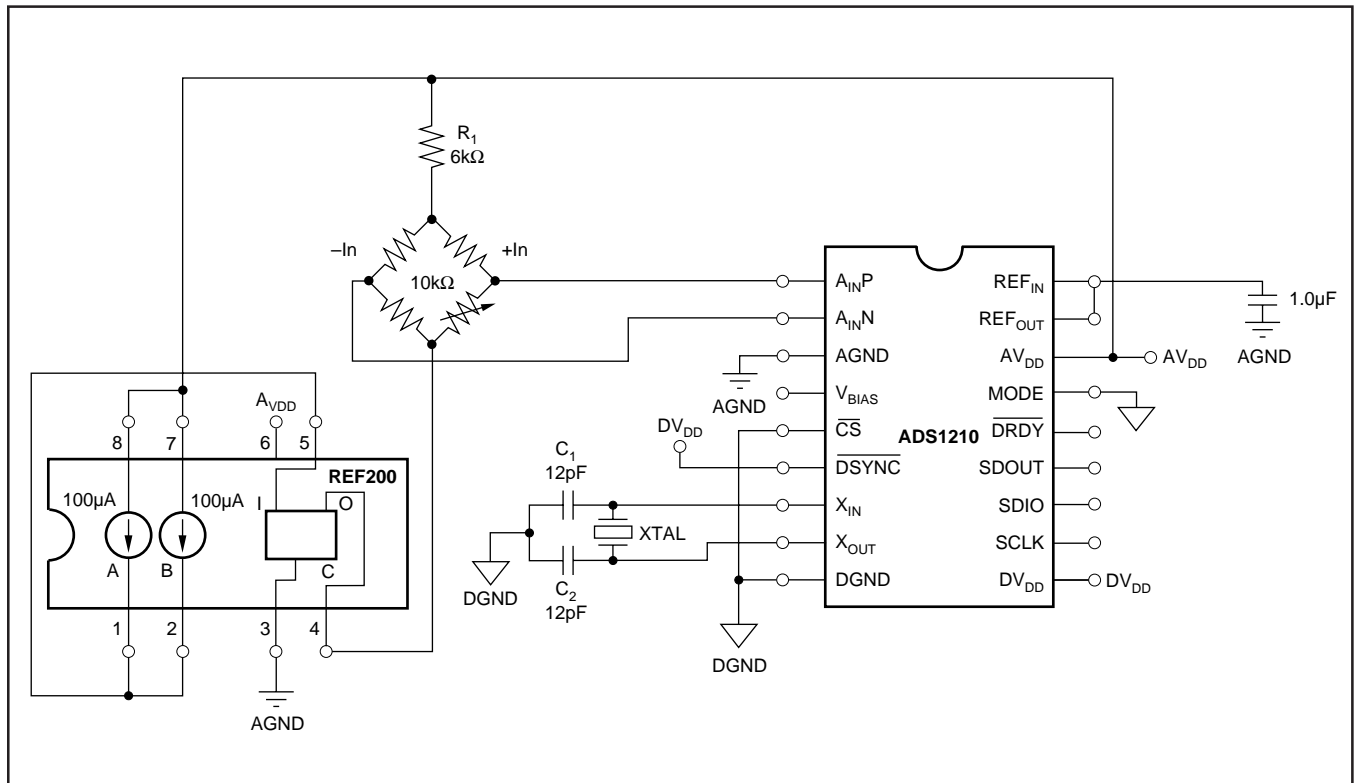 R1
6kΩ
–In
+In
10kΩ
AINP
AINN
AGND
AGND
VBIAS
CS
DVDD
DSYNC
XIN
XOUT
DGND
DGND
ADS1210
REFIN
REFOUT
AVDD
AVDD
MODE
DRDY
SDOUT
SDIO
SCLK
DVDD
DVDD
1.0µF
AGND
C1
12pF
XTAL
C2
12pF
DGND
AVDD
8
7
6
5
REF200
100µA
100µA
I
O
A
B
C
1
2
3
4
AGND